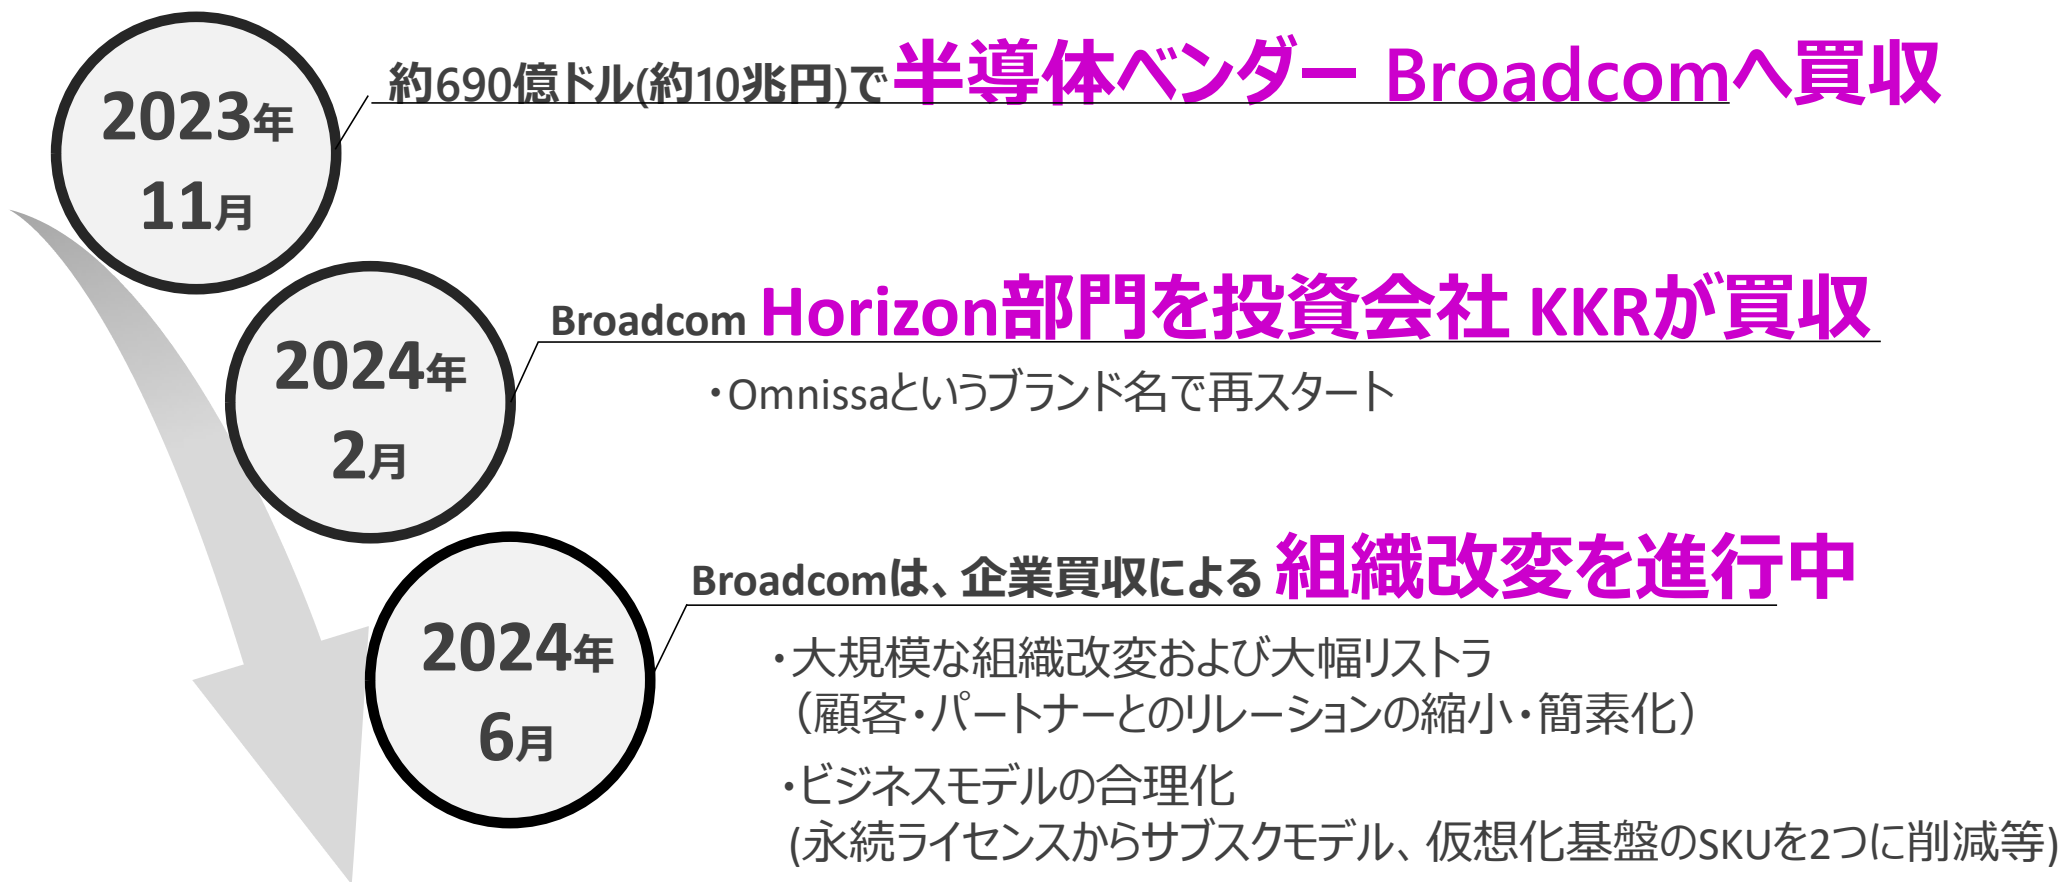 2023年
11月
約690億ドル(約10兆円)で半導体ベンダー Broadcomへ買収
2024年
2月
Broadcom Horizon部門を投資会社 KKRが買収
・Omnissaというブランド名で再スタート
2024年
6月
Broadcomは、企業買収による 組織改変を進行中
・大規模な組織改変および大幅リストラ
（顧客・パートナーとのリレーションの縮小・簡素化）
・ビジネスモデルの合理化
(永続ライセンスからサブスクモデル、仮想化基盤のSKUを2つに削減等)